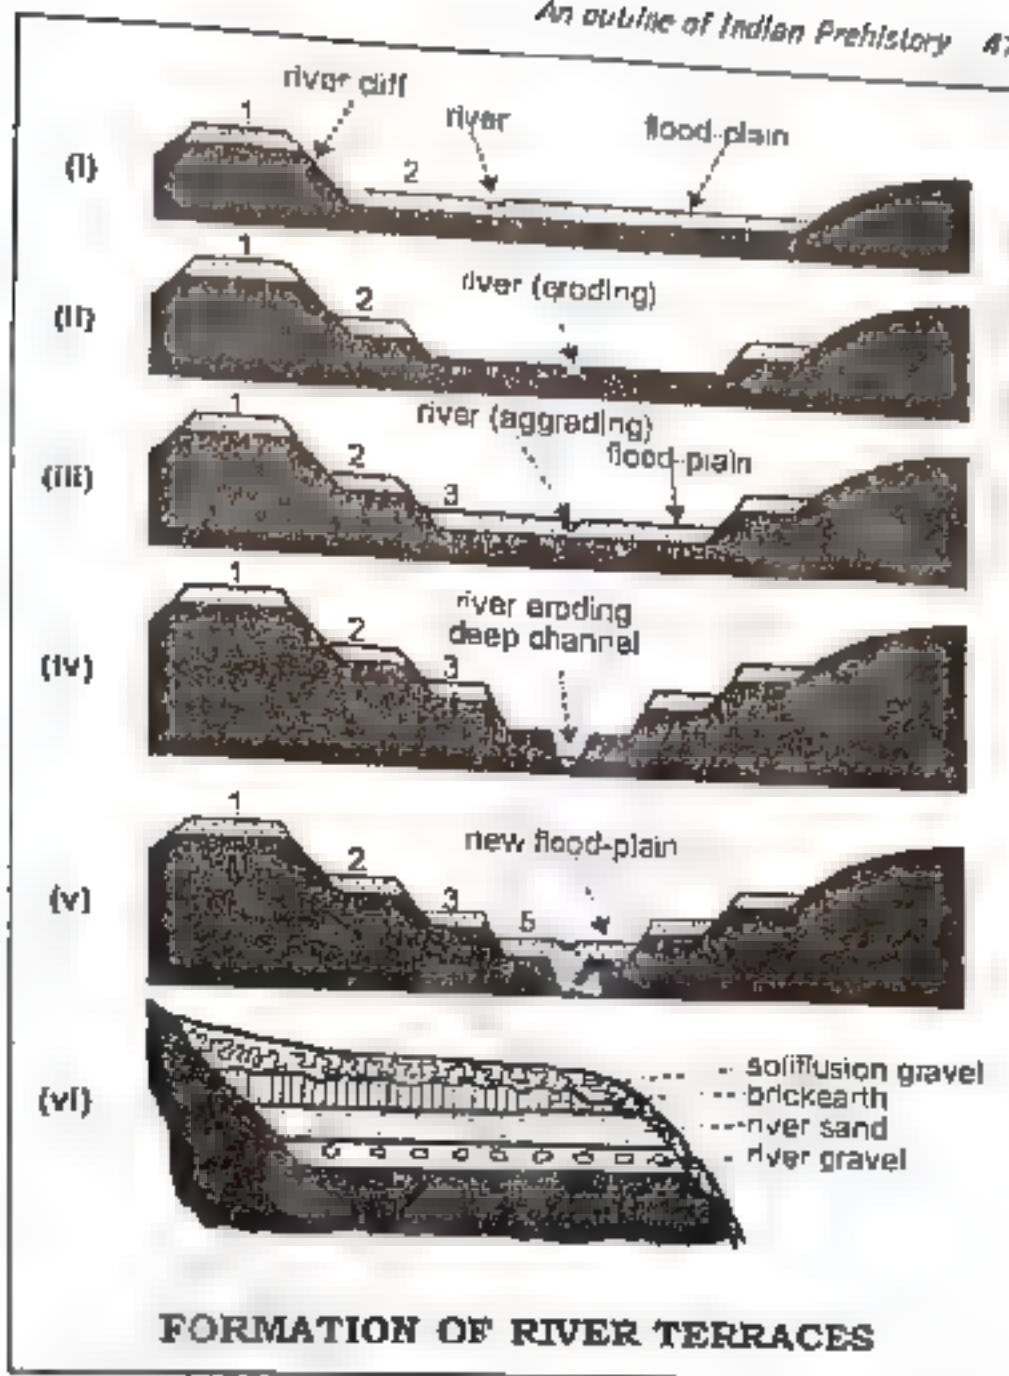 An outline of Indian Prehistory
river cliff
river
flood-plain
1
2
(i)
1
2
river (eroding)
(ii)
1
2
3
river (aggrading)
flood-plain
(iii)
1
2
3
river eroding
deep channel
(iv)
1
2
3
5
new flood-plain
(v)
(vi)
soliflusion gravel
brickearth
river sand
river gravel
FORMATION OF RIVER TERRACES